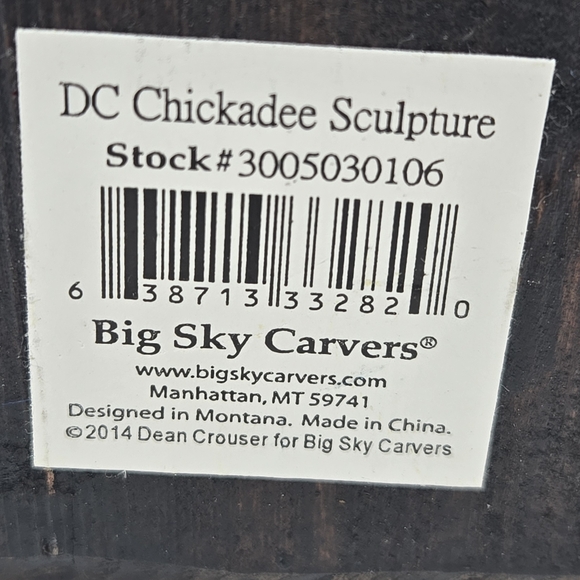 DC Chickadee Sculpture
Stock#3005030106
6 38713 33282 0
Big Sky Carvers®
www.bigskycarvers.com
Manhattan, MT 59741
Designed in Montana. Made in China.
©2014 Dean Crouser for Big Sky Carvers